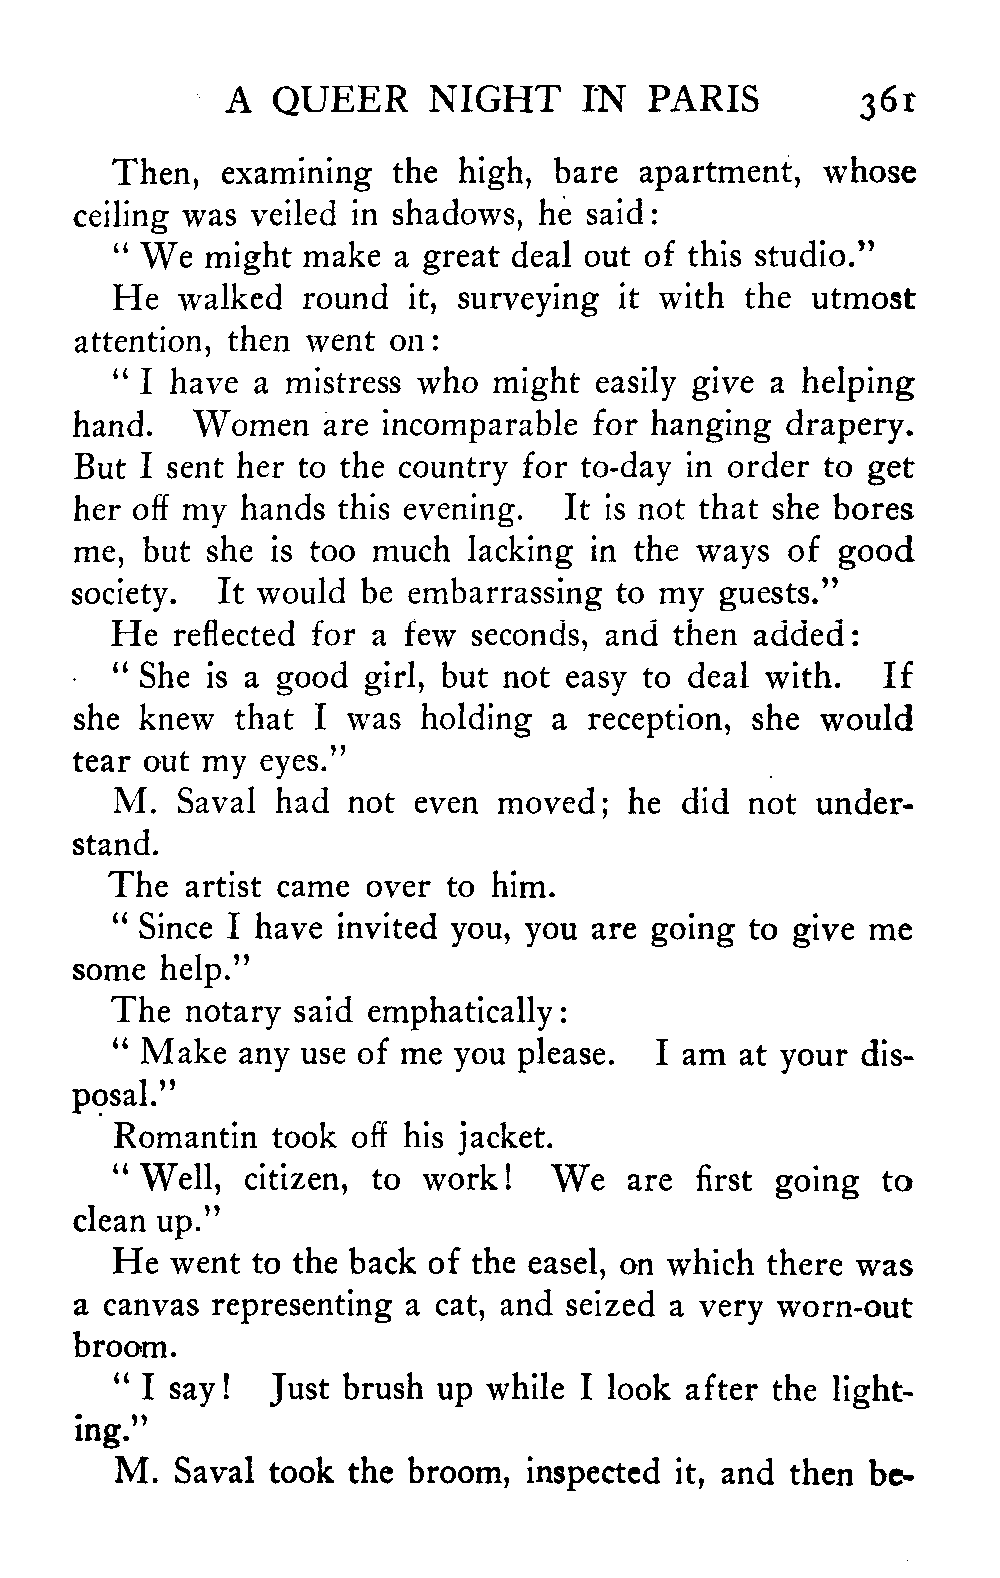 A QUEER NIGHT IN PARIS 361
Then, examining the high, bare apartment, whose
ceiling was veiled in shadows, he said:
" We might make a great deal out of this studio."
He walked round it, surveying it with the utmost
attention, then went on:
" I have a mistress who might easily give a helping
hand. Women are incomparable for hanging drapery.
But I sent her to the country for to-day in order to get
her off my hands this evening. It is not that she bores
me, but she is too much lacking in the ways of good
society. It would be embarrassing to my guests."
He reflected for a few seconds, and then added:
" She is a good girl, but not easy to deal with. If
she knew that I was holding a reception, she would
tear out my eyes."
M. Saval had not even moved; he did not under-
stand.
The artist came over to him.
" Since I have invited you, you are going to give me
some help."
The notary said emphatically:
" Make any use of me you please. I am at your dis-
posal."
Romantin took off his jacket.
" Well, citizen, to work! We are first going to
clean up."
He went to the back of the easel, on which there was
a canvas representing a cat, and seized a very worn-out
broom.
" I say! Just brush up while I look after the light-
ing."
M. Saval took the broom, inspected it, and then be-